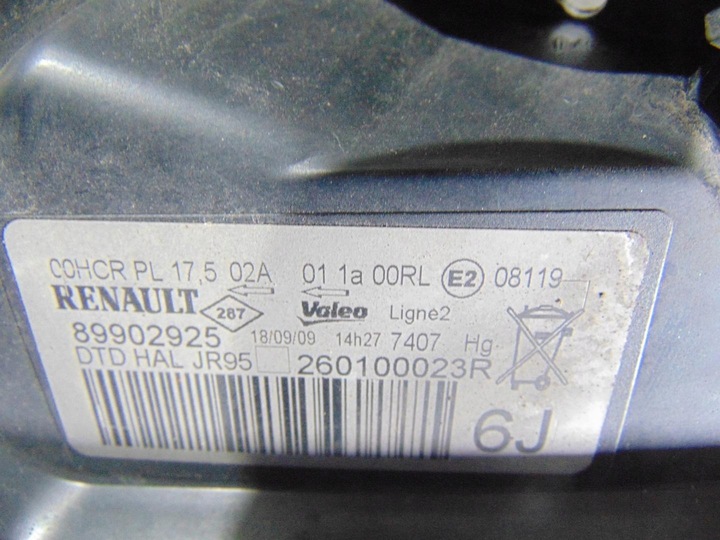 00HCR PL 17,5 02A 01 1a 00RL E2 08119
RENAULT 287 Valeo Ligne2
89902925 18/09/09 14h27 7407 Hg
DTD HAL JR95 260100023R
6J